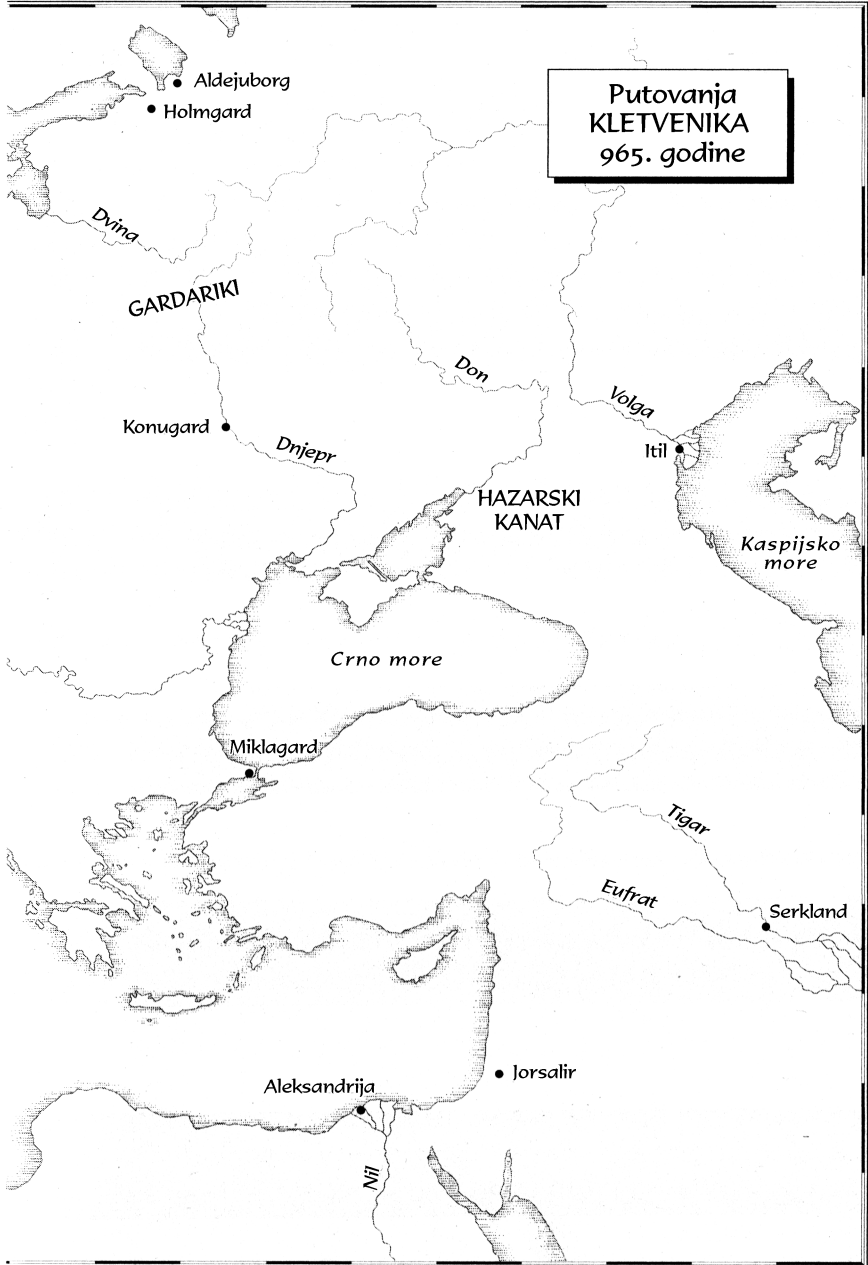 Putovanja
KLETVENIKA
965. godine
Aldejuborg
Holmgard
Dvina
GARDARIKI
Don
Volga
Konugard
Dnjepr
Itil
HAZARSKI
KANAT
Kaspijsko
more
Crno more
Miklagard
Tigar
Eufrat
Serkland
Jorsalir
Aleksandrija
Nil